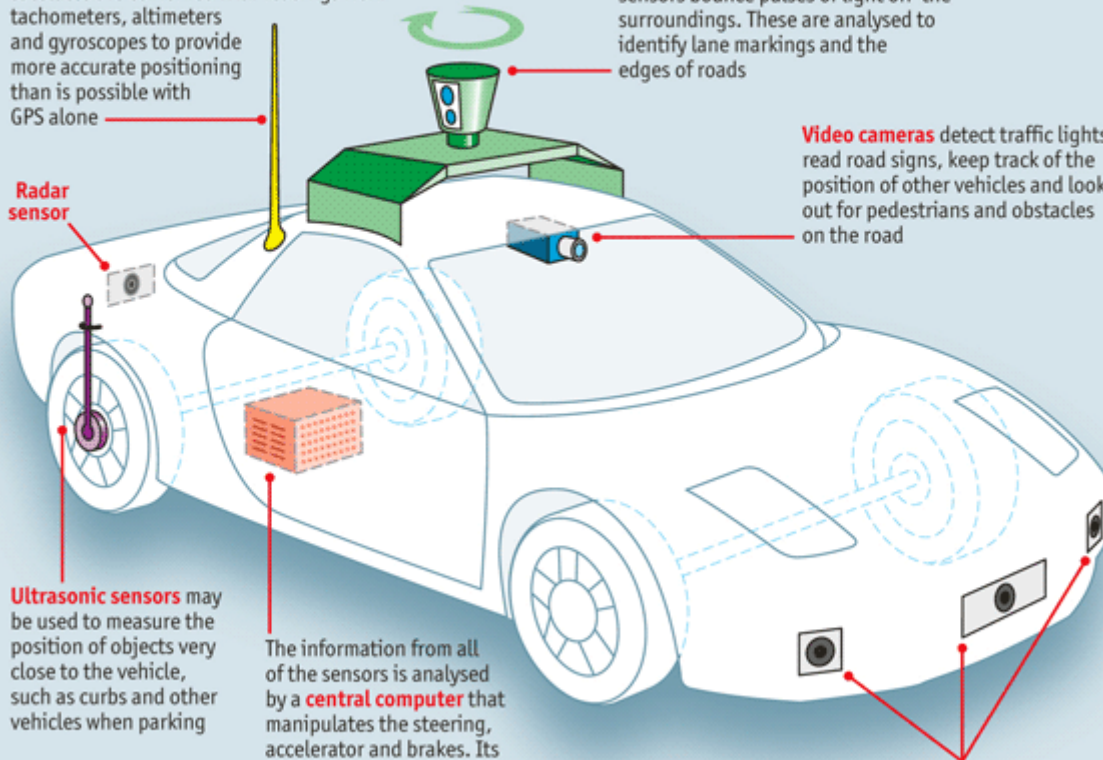 tachometers, altimeters
and gyroscopes to provide
more accurate positioning
than is possible with
GPS alone
surroundings. These are analysed to
identify lane markings and the
edges of roads
Video cameras detect traffic lights
read road signs, keep track of the
position of other vehicles and look
out for pedestrians and obstacles
on the road
Radar
sensor
Ultrasonic sensors may
be used to measure the
position of objects very
close to the vehicle,
such as curbs and other
vehicles when parking
The information from all
of the sensors is analysed
by a central computer that
manipulates the steering,
accelerator and brakes. Its